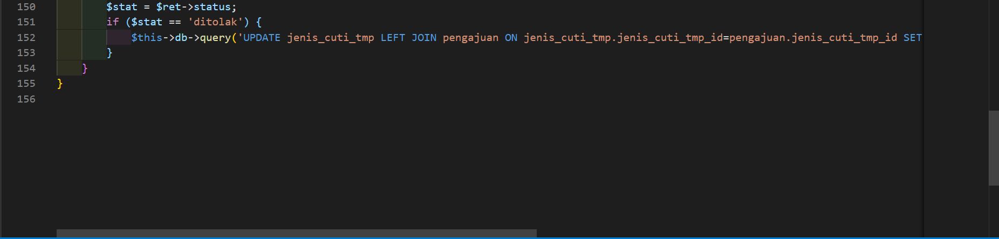 150 $stat = $ret->status;
151 if ($stat == 'ditolak') {
152 $this->db->query('UPDATE jenis_cuti_tmp LEFT JOIN pengajuan ON jenis_cuti_tmp.jenis_cuti_tmp_id=pengajuan.jenis_cuti_tmp_id SET
153 }
154 }
155 }
156